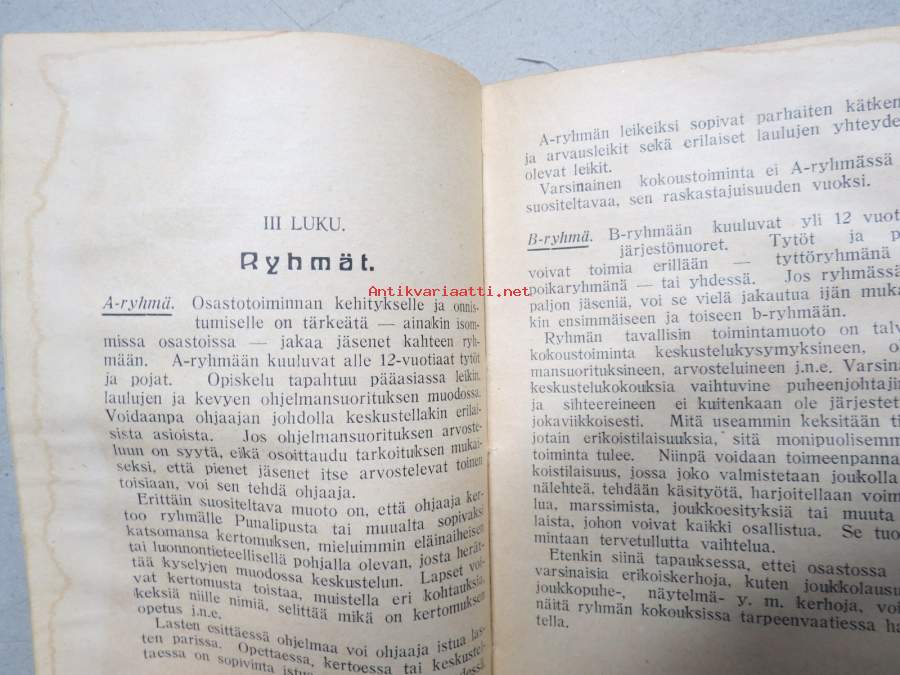 III LUKU.
Ryhmät.
A-ryhmä. Osastotoiminnan kehitykselle ja onnis-
tumiselle on tärkeätä — ainakin isom-
missa osastoissa — jakaa jäsenet kahteen ryh-
mään. A-ryhmään kuuluvat alle 12-vuotiaat tytöt
ja pojat. Opiskelu tapahtuu pääasiassa leikin,
laulujen ja kevyen ohjelmansuorituksen muodossa.
Voidaanpa ohjaajan johdolla keskustellakin erilai-
sista asioista. Jos ohjelmansuorituksen arvoste-
luun on syytä, eikä osoittaudu tarkoituksen mukai-
seksi, että pienet jäsenet itse arvostelevat toinen
toisiaan, voi sen tehdä ohjaaja.
Erittäin suositeltava muoto on, että ohjaaja ker-
too ryhmälle Punalipusta tai muualta sopivaksi
katsomansa kertomuksen, mieluimmin eläinaiheisen
tai luonnontieteellisellä pohjalla olevan, josta herät-
tää kyselyjen muodossa keskustelun. Lapset voi-
vat kertomusta toistaa, muistella eri kohtauksia,
keksiä niille nimiä, selittää mikä on kertomuksen
opetus j.n.e.
Lasten esittäessä ohjelmaa voi ohjaaja istua las-
ten parissa. Opettaessa, kertoessa tai keskustel-
taessa on sopivinta istua
A-ryhmän leikeiksi sopivat parhaiten kätken
ja arvausleikit sekä erilaiset laulujen yhteyde
olevat leikit.
Varsinainen kokoustoiminta ei A-ryhmässä
suositeltavaa, sen raskastajuisuuden vuoksi.
B-ryhmä. B-ryhmään kuuluvat yli 12 vuot
järjestönuoret. Tytöt ja p
voivat toimia erillään — tyttöryhmänä
poikaryhmänä — tai yhdessä. Jos ryhmässä
paljon jäseniä, voi se vielä jakautua ijän muka
kin ensimmäiseen ja toiseen b-ryhmään.
Ryhmän tavallisin toimintamuoto on talv
kokoustoiminta keskustelukysymyksineen, o
mansuorituksineen, arvosteluineen j.n.e. Varsina
keskustelukokouksia vaihtuvine puheenjohtajin
ja sihteereineen ei kuitenkaan ole järjestet
jokaviikkoisesti. Mitä useammin keksitään ti
jotain erikoistilaisuuksia, sitä monipuolisemm
toiminta tulee. Niinpä voidaan toimeenpanna
koistilaisuus, jossa joko valmistetaan joukolla
nälehteä, tehdään käsityötä, harjoitellaan voim
lua, marssimista, joukkoesityksiä tai muuta
laista, johon voivat kaikki osallistua. Se tuo
mintaan tervetullutta vaihtelua.
Etenkin siinä tapauksessa, ettei osastossa
varsinaisia erikoiskerhoja, kuten joukkolausu
joukkopuhe-, näytelmä- y. m. kerhoja, voi
näitä ryhmän kokouksissa tarpeenvaatiessa ha
tella.
Antikvariaatti.net